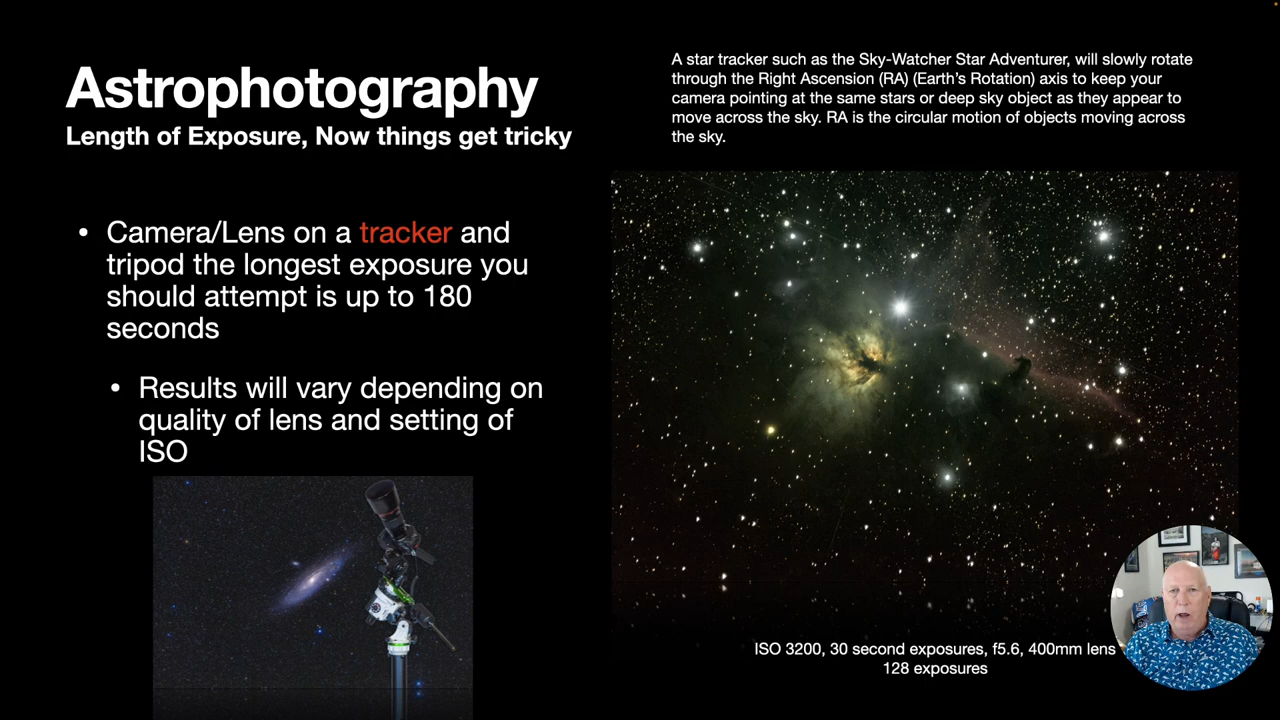 Astrophotography
Length of Exposure, Now things get tricky
A star tracker such as the Sky-Watcher Star Adventurer, will slowly rotate
through the Right Ascension (RA) (Earth's Rotation) axis to keep your
camera pointing at the same stars or deep sky object as they appear to
move across the sky. RA is the circular motion of objects moving across
the sky.
• Camera/Lens on a tracker and
tripod the longest exposure you
should attempt is up to 180
seconds
• Results will vary depending on
quality of lens and setting of
ISO
ISO 3200, 30 second exposures, f5.6, 400mm lens
128 exposures